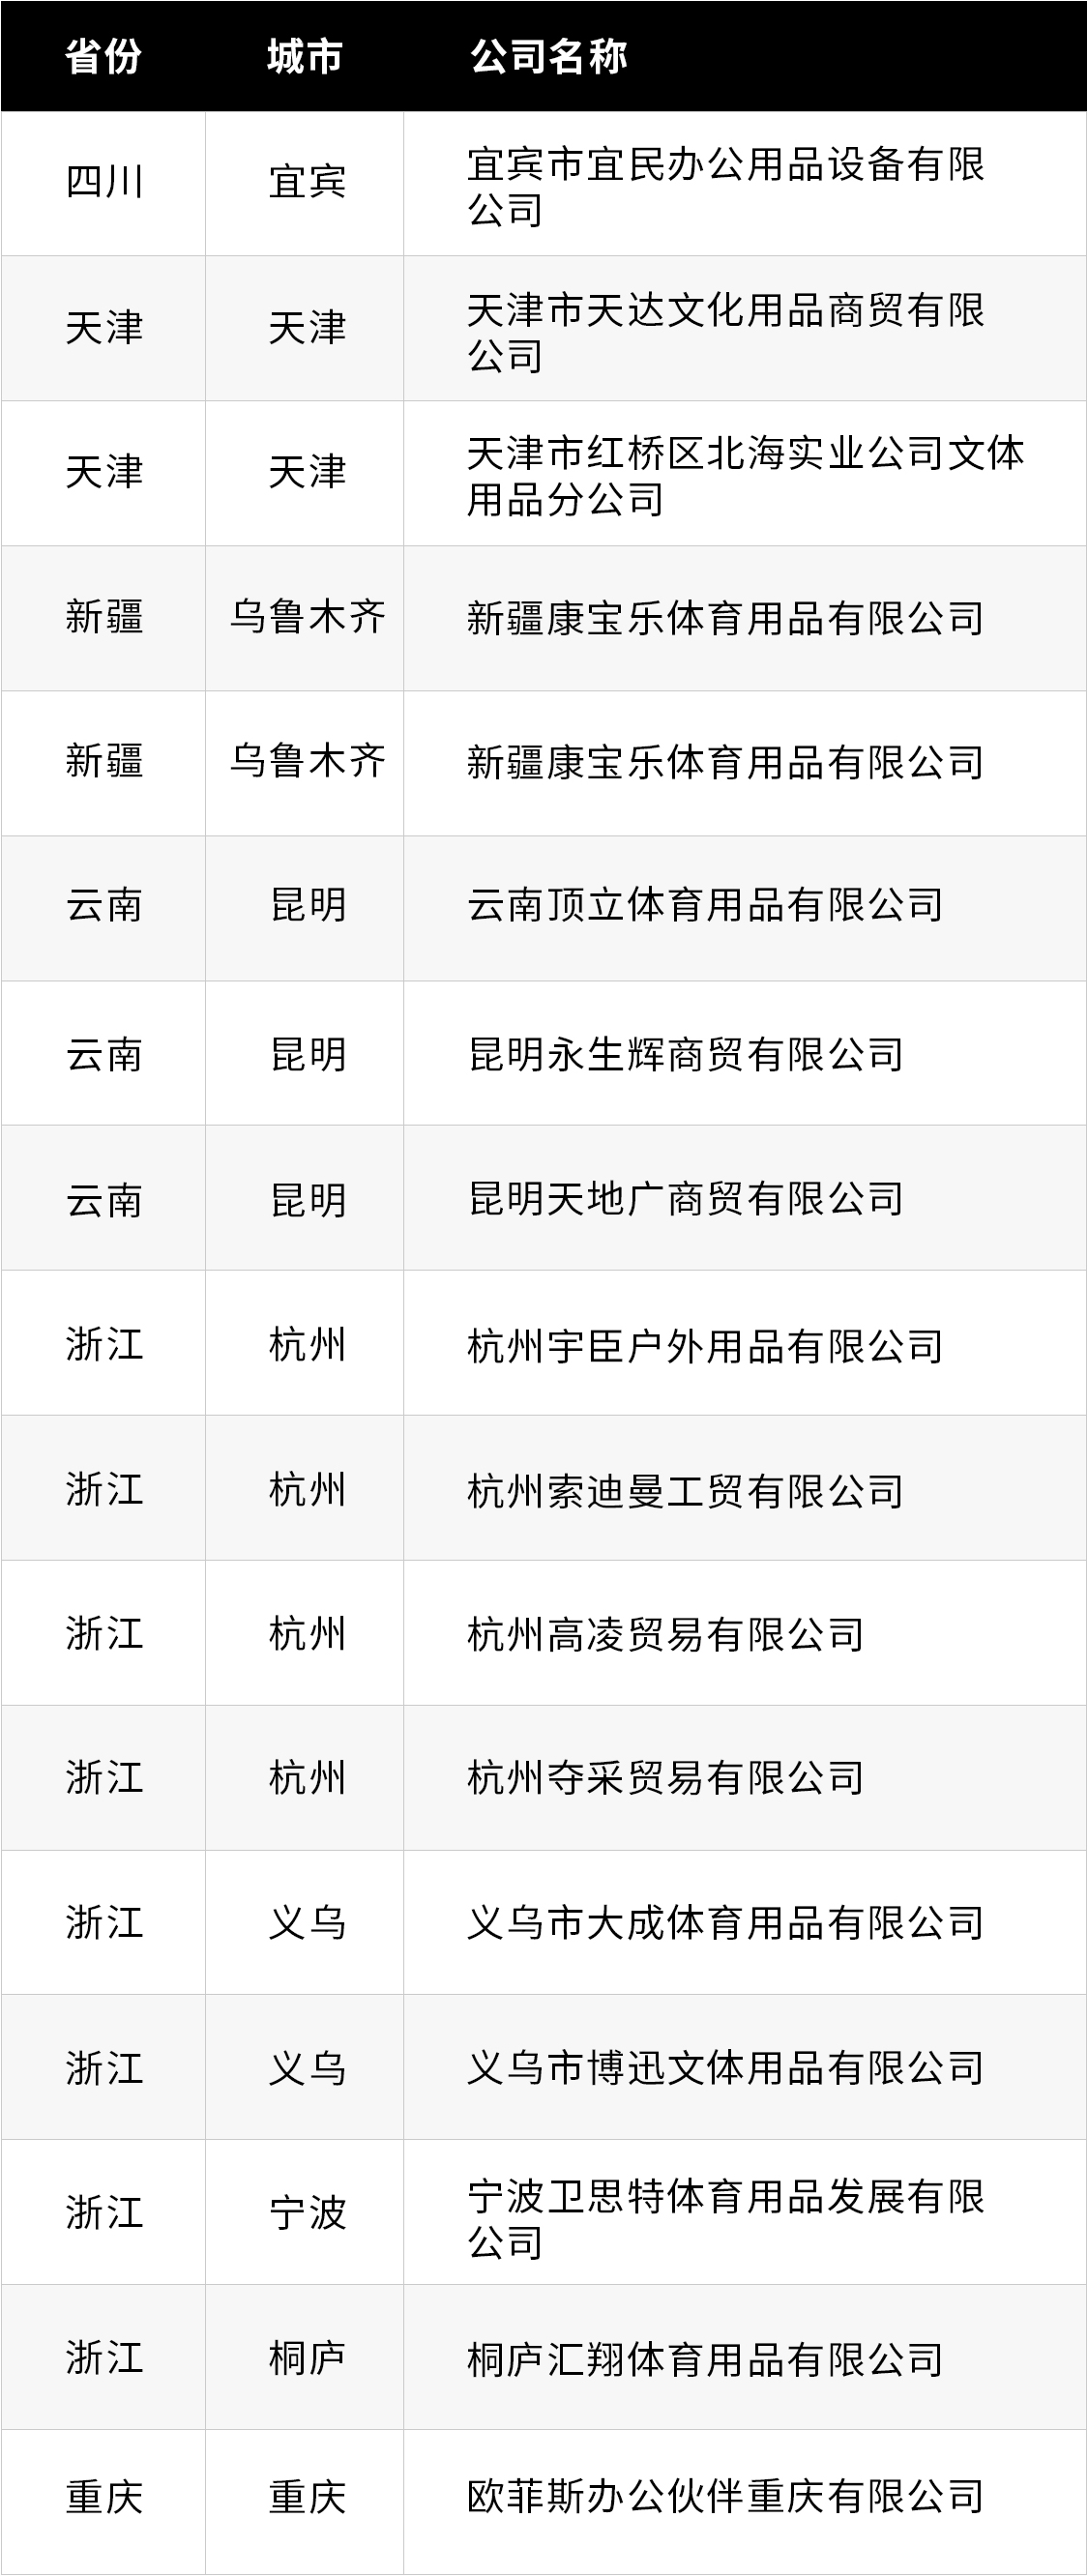 省份 城市 公司名称
四川 宜宾 宜宾市宜民办公用品设备有限
公司
天津 天津 天津市天达文化用品商贸有限
公司
天津 天津 天津市红桥区北海实业公司文体
用品分公司
新疆 乌鲁木齐 新疆康宝乐体育用品有限公司
新疆 乌鲁木齐 新疆康宝乐体育用品有限公司
云南 昆明 云南顶立体育用品有限公司
云南 昆明 昆明永生辉商贸有限公司
云南 昆明 昆明天地广商贸有限公司
浙江 杭州 杭州宇臣户外用品有限公司
浙江 杭州 杭州索迪曼工贸有限公司
浙江 杭州 杭州高凌贸易有限公司
浙江 杭州 杭州夺采贸易有限公司
浙江 义乌 义乌市大成体育用品有限公司
浙江 义乌 义乌市博迅文体用品有限公司
浙江 宁波 宁波卫思特体育用品发展有限
公司
浙江 桐庐 桐庐汇翔体育用品有限公司
重庆 重庆 欧菲斯办公伙伴重庆有限公司